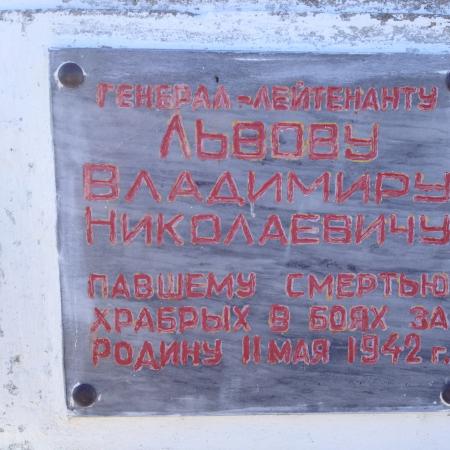 ГЕНЕРАЛ-ЛЕЙТЕНАНТУ
ЛЬВОВУ
ВЛАДИМИРУ
НИКОЛАЕВИЧУ
ПАВШЕМУ СМЕРТЬЮ
ХРАБРЫХ В БОЯХ ЗА
РОДИНУ 11 МАЯ 1942 г.